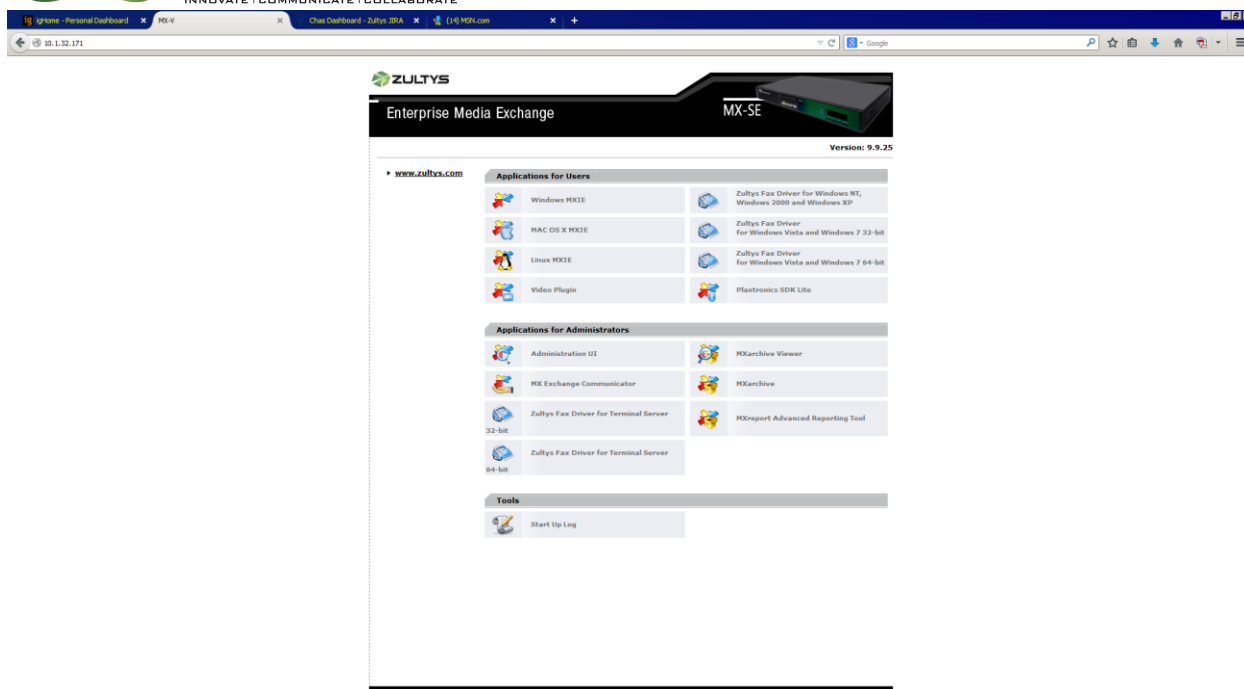 INNOVATE | COMMUNICATE | COLLABORATE
igHome - Personal Dashboard
MX-V
Chas Dashboard - Zultys JIRA
(14) MSN.com
10.1.32.171
Google
ZULTYS
Enterprise Media Exchange
MX-SE
Version: 9.9.25
www.zultys.com
Applications for Users
Windows MXIE
Zultys Fax Driver for Windows NT,
Windows 2000 and Windows XP
MAC OS X MXIE
Zultys Fax Driver
for Windows Vista and Windows 7 32-bit
Linux MXIE
Zultys Fax Driver
for Windows Vista and Windows 7 64-bit
Video Plugin
Plantronics SDK Lite
Applications for Administrators
Administration UI
MXarchive Viewer
MX Exchange Communicator
MXarchive
Zultys Fax Driver for Terminal Server
32-bit
MXreport Advanced Reporting Tool
Zultys Fax Driver for Terminal Server
64-bit
Tools
Start Up Log